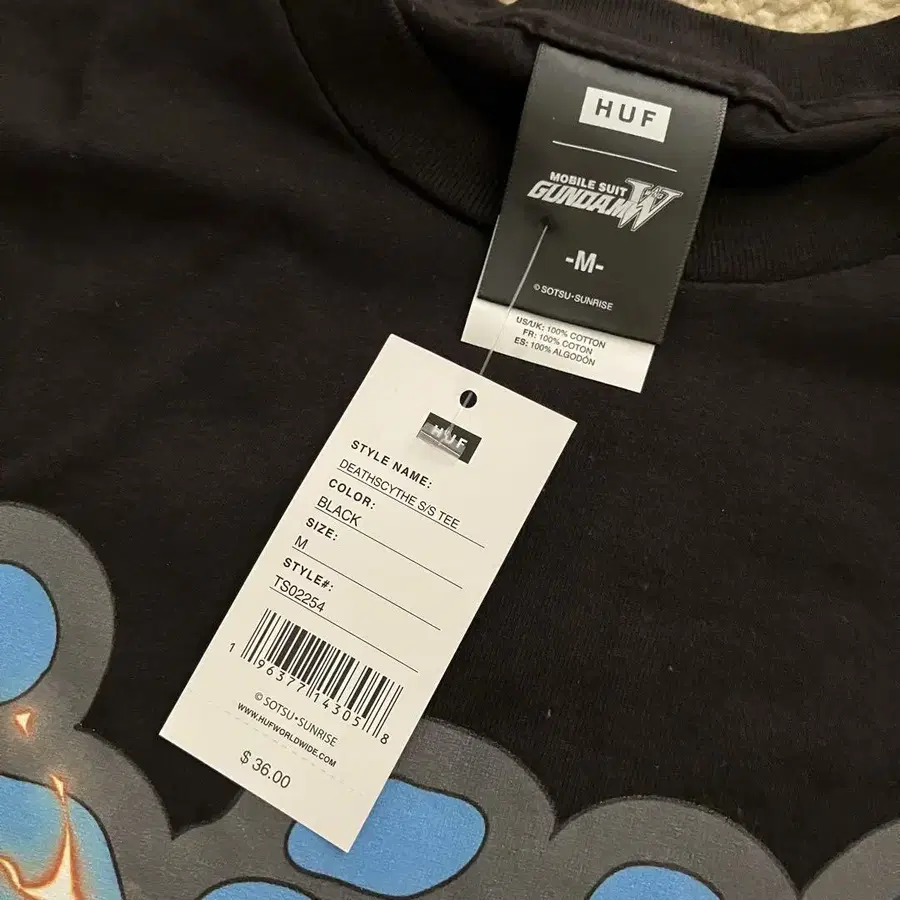 HUF
MOBILE SUIT
GUNDAM W
-M-
© SOTSU・SUNRISE
US/UK: 100% COTTON
FR: 100% COTON
ES: 100% ALGODÓN
HUF
STYLE NAME:
DEATHSCYTHE S/S TEE
COLOR:
BLACK
SIZE:
M
STYLE#:
TS02254
1 96377 14305 8
© SOTSU・SUNRISE
WWW.HUFWORLDWIDE.COM
$ 36.00